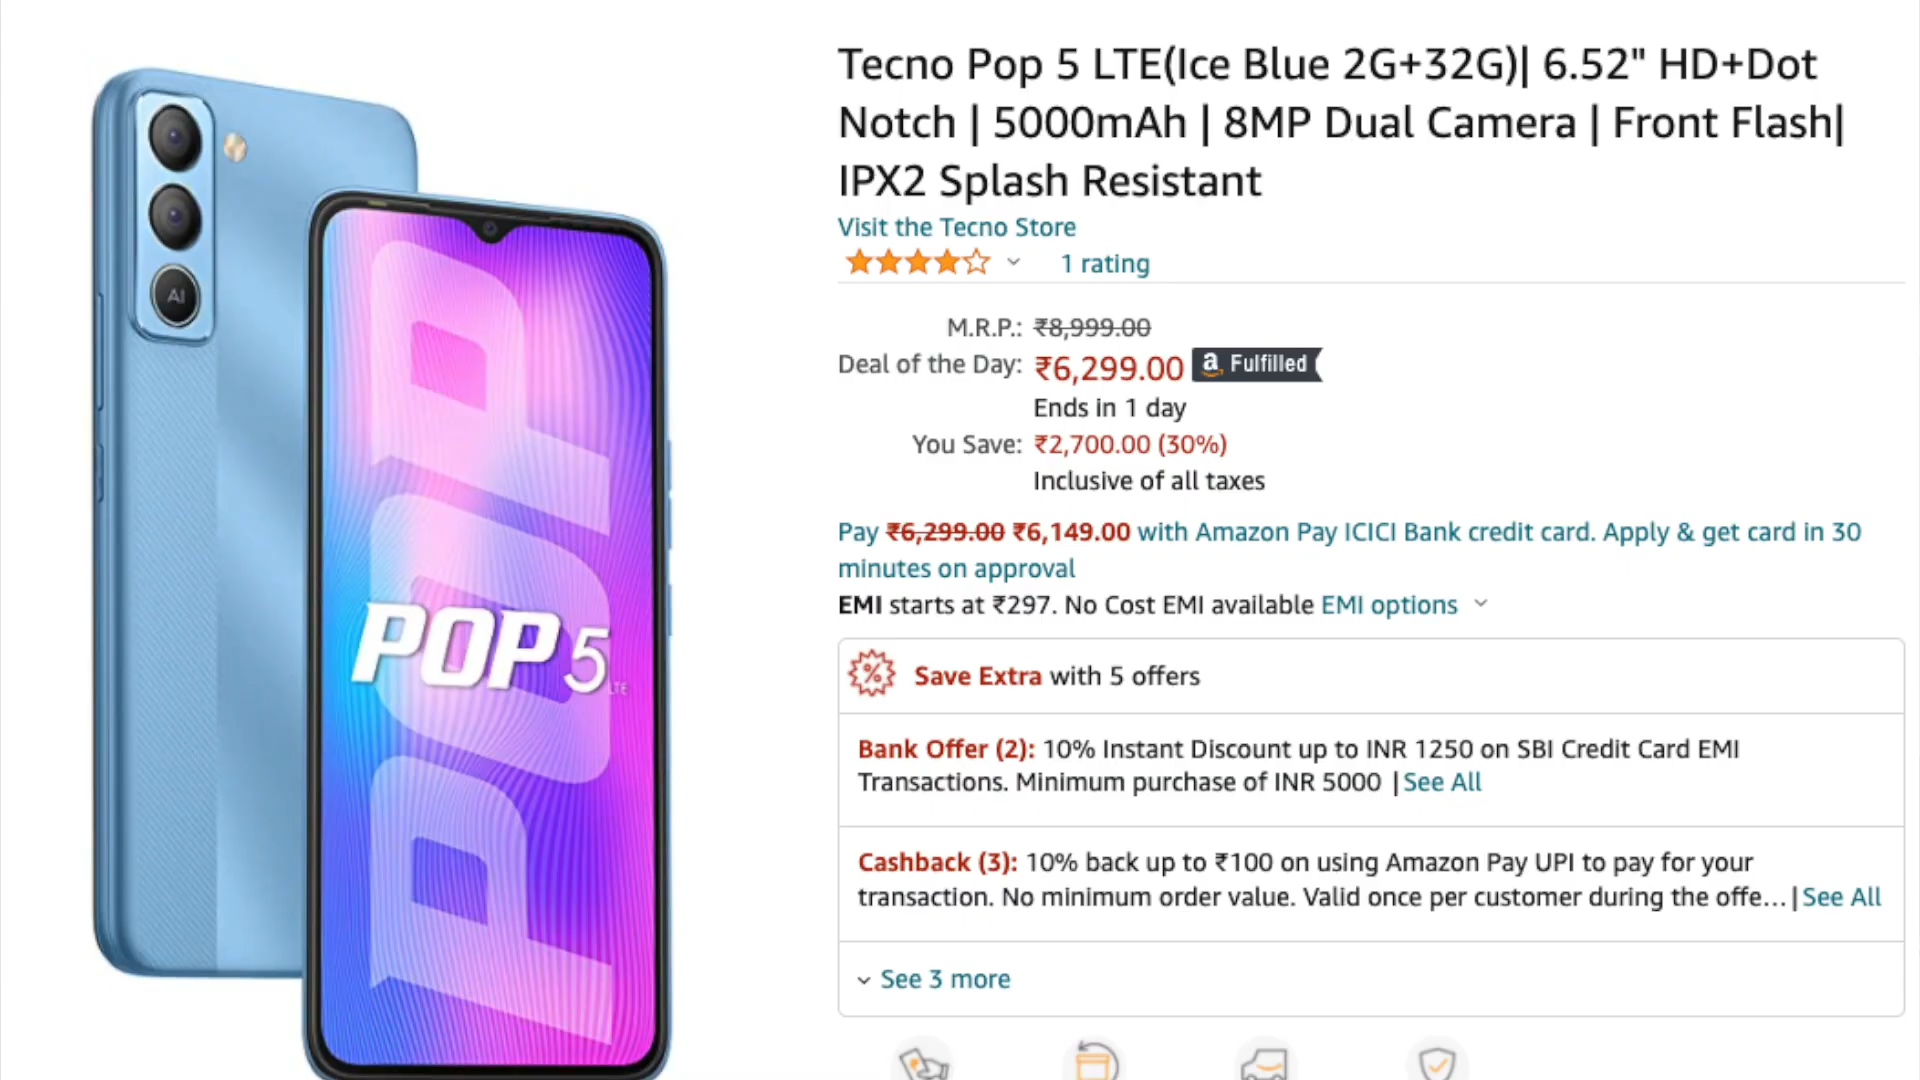 Tecno Pop 5 LTE(Ice Blue 2G+32G)| 6.52" HD+Dot
Notch | 5000mAh | 8MP Dual Camera | Front Flash|
IPX2 Splash Resistant
Visit the Tecno Store
1 rating
M.R.P.: ₹8,999.00
Deal of the Day: ₹6,299.00 a Fulfilled
Ends in 1 day
You Save: ₹2,700.00 (30%)
Inclusive of all taxes
Pay ₹6,299.00 ₹6,149.00 with Amazon Pay ICICI Bank credit card. Apply & get card in 30
minutes on approval
EMI starts at ₹297. No Cost EMI available EMI options
% Save Extra with 5 offers
Bank Offer (2): 10% Instant Discount up to INR 1250 on SBI Credit Card EMI
Transactions. Minimum purchase of INR 5000 | See All
Cashback (3): 10% back up to ₹100 on using Amazon Pay UPI to pay for your
transaction. No minimum order value. Valid once per customer during the offe... | See All
See 3 more
AI
POP
POP 5 LTE